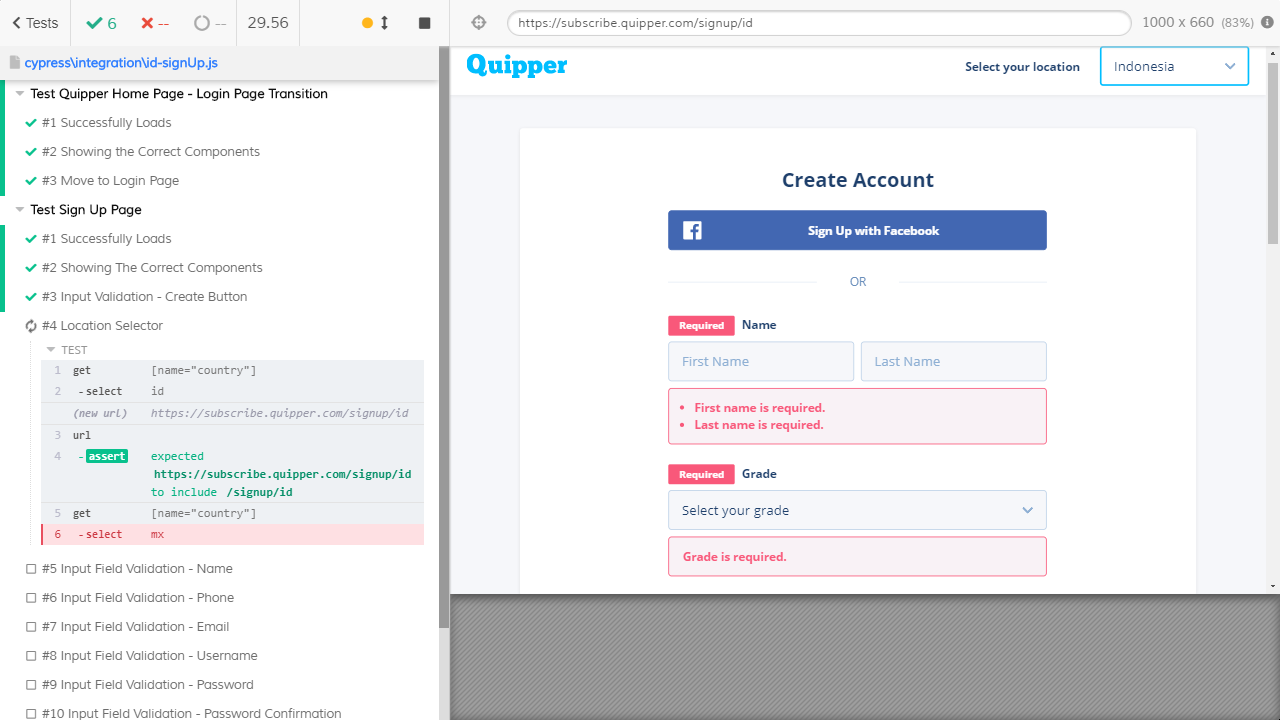 Tests 6 -- -- 29.56
https://subscribe.quipper.com/signup/id 1000 x 660 (83%)
cypress\integration\id-signUp.js
Test Quipper Home Page - Login Page Transition
#1 Successfully Loads
#2 Showing the Correct Components
#3 Move to Login Page
Test Sign Up Page
#1 Successfully Loads
#2 Showing The Correct Components
#3 Input Validation - Create Button
#4 Location Selector
TEST
1 get [name="country"]
2 -select id
(new url) https://subscribe.quipper.com/signup/id
3 url
4 -assert expected
https://subscribe.quipper.com/signup/id
to include /signup/id
5 get [name="country"]
6 -select mx
#5 Input Field Validation - Name
#6 Input Field Validation - Phone
#7 Input Field Validation - Email
#8 Input Field Validation - Username
#9 Input Field Validation - Password
#10 Input Field Validation - Password Confirmation
Quipper
Select your location Indonesia
Create Account
Sign Up with Facebook
OR
Required Name
First Name Last Name
First name is required.
Last name is required.
Required Grade
Select your grade
Grade is required.